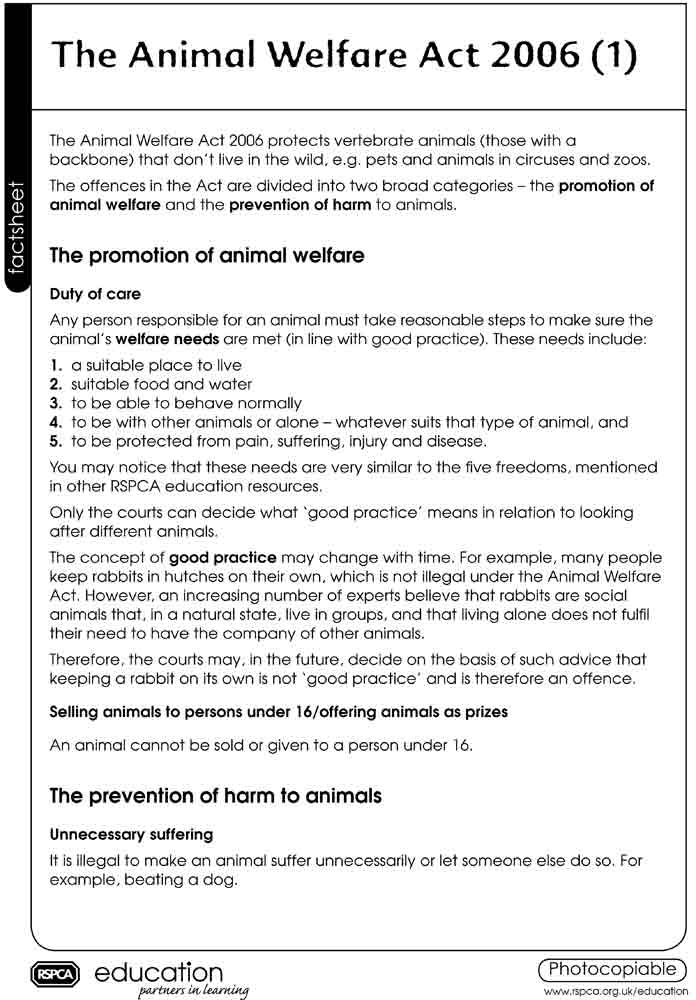 The Animal Welfare Act 2006 (1)
factsheet
The Animal Welfare Act 2006 protects vertebrate animals (those with a
backbone) that don't live in the wild, e.g. pets and animals in circuses and zoos.
The offences in the Act are divided into two broad categories – the promotion of
animal welfare and the prevention of harm to animals.
The promotion of animal welfare
Duty of care
Any person responsible for an animal must take reasonable steps to make sure the
animal's welfare needs are met (in line with good practice). These needs include:
1. a suitable place to live
2. suitable food and water
3. to be able to behave normally
4. to be with other animals or alone – whatever suits that type of animal, and
5. to be protected from pain, suffering, injury and disease.
You may notice that these needs are very similar to the five freedoms, mentioned
in other RSPCA education resources.
Only the courts can decide what 'good practice' means in relation to looking
after different animals.
The concept of good practice may change with time. For example, many people
keep rabbits in hutches on their own, which is not illegal under the Animal Welfare
Act. However, an increasing number of experts believe that rabbits are social
animals that, in a natural state, live in groups, and that living alone does not fulfil
their need to have the company of other animals.
Therefore, the courts may, in the future, decide on the basis of such advice that
keeping a rabbit on its own is not 'good practice' and is therefore an offence.
Selling animals to persons under 16/offering animals as prizes
An animal cannot be sold or given to a person under 16.
The prevention of harm to animals
Unnecessary suffering
It is illegal to make an animal suffer unnecessarily or let someone else do so. For
example, beating a dog.
RSPCA education
partners in learning
Photocopiable
www.rspca.org.uk/education